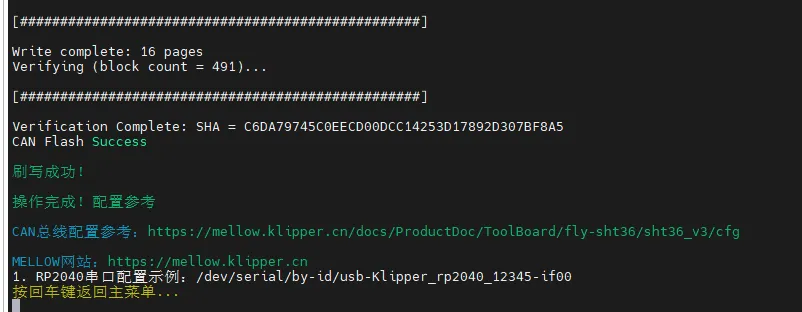 [##################################################]
Write complete: 16 pages
Verifying (block count = 491)...
[##################################################]
Verification Complete: SHA = C6DA79745C0EECD00DCC14253D17892D307BF8A5
CAN Flash Success
刷写成功!
操作完成! 配置参考
CAN总线配置参考: https://mellow.klipper.cn/docs/ProductDoc/ToolBoard/fly-sht36/sht36_v3/cfg
MELLOW网站: https://mellow.klipper.cn
1. RP2040串口配置示例: /dev/serial/by-id/usb-Klipper_rp2040_12345-if00
按回车键返回主菜单...